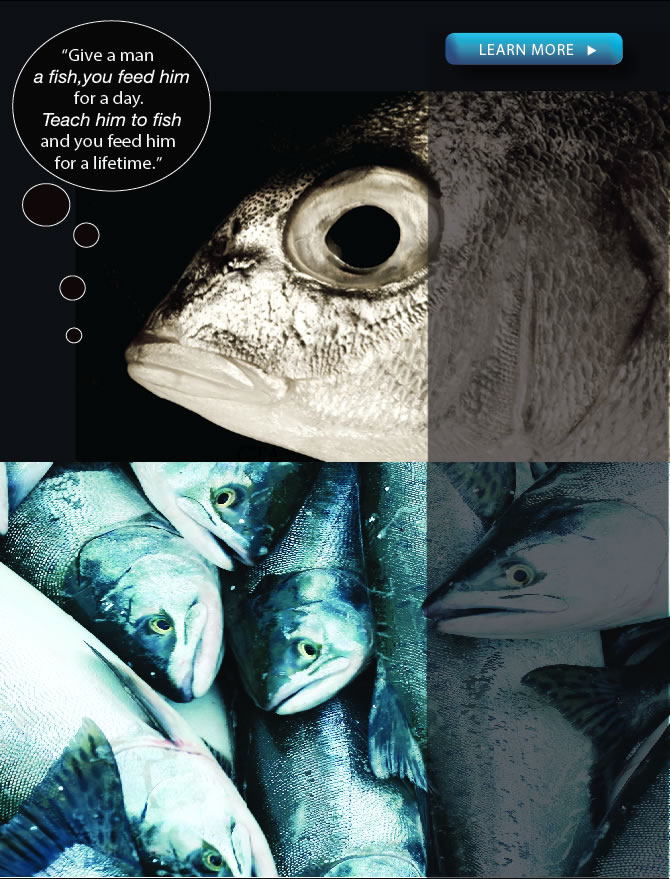 “Give a man
a fish,you feed him
for a day.
Teach him to fish
and you feed him
for a lifetime.”
LEARN MORE